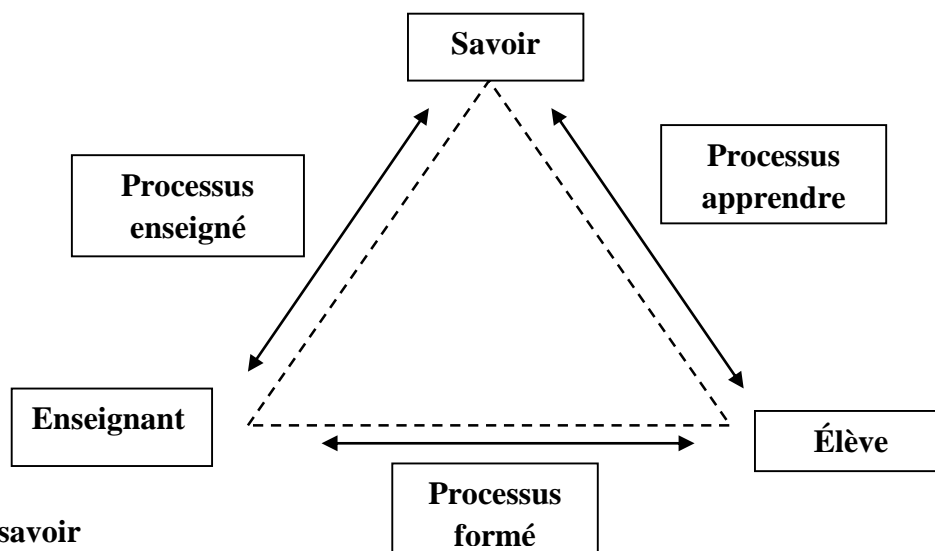 Savoir
Processus
enseigné
Processus
apprendre
Enseignant
Élève
Processus
formé
savoir